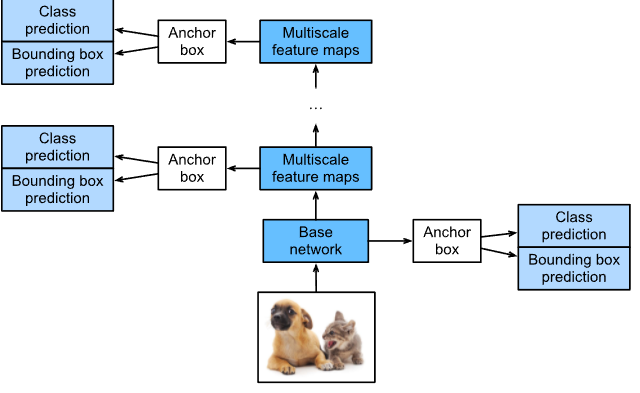 Class
prediction
Bounding box
prediction
Anchor
box
Multiscale
feature maps
...
Class
prediction
Bounding box
prediction
Anchor
box
Multiscale
feature maps
Base
network
Anchor
box
Class
prediction
Bounding box
prediction